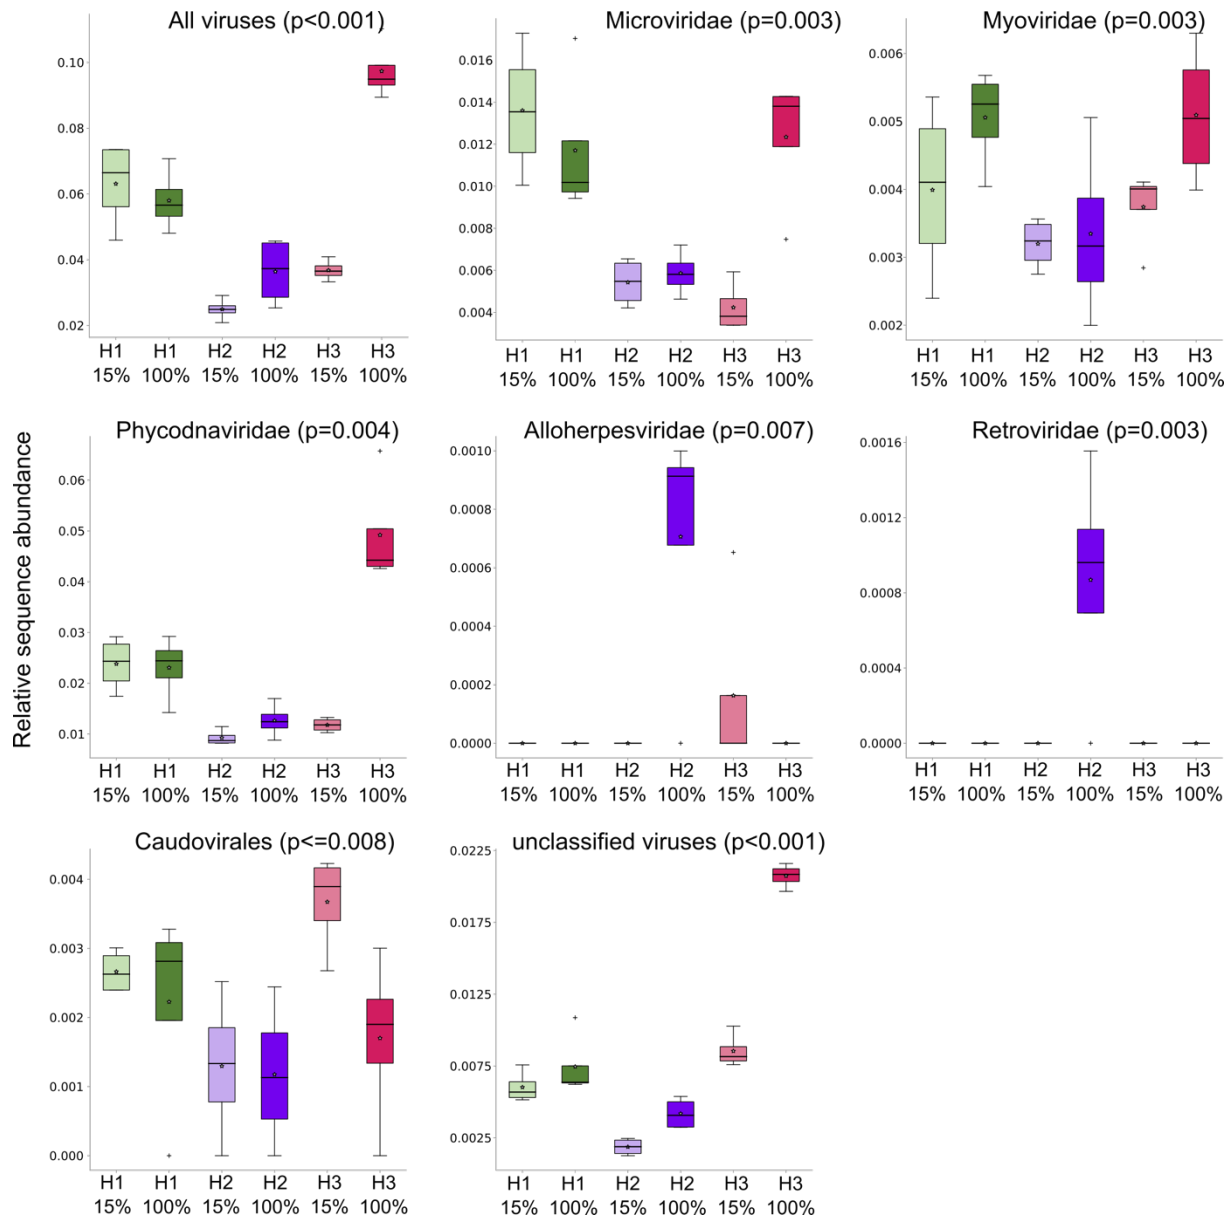 All viruses (p<0.001)
0.10
0.08
0.06
0.04
0.02
H1 H1 H2 H2 H3 H3
15% 100% 15% 100% 15% 100%
Microviridae (p=0.003)
0.016
0.014
0.012
0.010
0.008
0.006
0.004
H1 H1 H2 H2 H3 H3
15% 100% 15% 100% 15% 100%
Myoviridae (p=0.003)
0.006
0.005
0.004
0.003
0.002
H1 H1 H2 H2 H3 H3
15% 100% 15% 100% 15% 100%
Relative sequence abundance
Phycodnaviridae (p=0.004)
0.06
0.05
0.04
0.03
0.02
0.01
H1 H1 H2 H2 H3 H3
15% 100% 15% 100% 15% 100%
Alloherpesviridae (p=0.007)
0.0010
0.0008
0.0006
0.0004
0.0002
0.0000
H1 H1 H2 H2 H3 H3
15% 100% 15% 100% 15% 100%
Retroviridae (p=0.003)
0.0016
0.0012
0.0008
0.0004
0.0000
H1 H1 H2 H2 H3 H3
15% 100% 15% 100% 15% 100%
Caudovirales (p<=0.008)
0.004
0.003
0.002
0.001
0.000
H1 H1 H2 H2 H3 H3
15% 100% 15% 100% 15% 100%
unclassified viruses (p<0.001)
0.0225
0.0175
0.0125
0.0075
0.0025
H1 H1 H2 H2 H3 H3
15% 100% 15% 100% 15% 100%